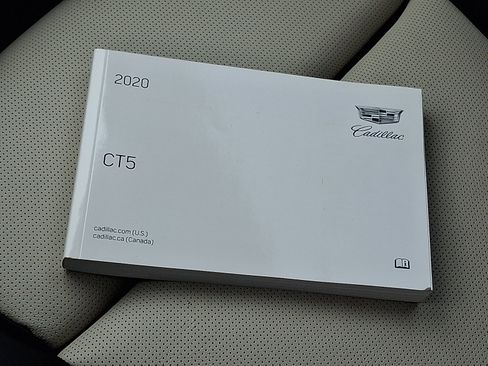 2020
Cadillac
CT5
cadillac.com (U.S.)
cadillac.ca (Canada)